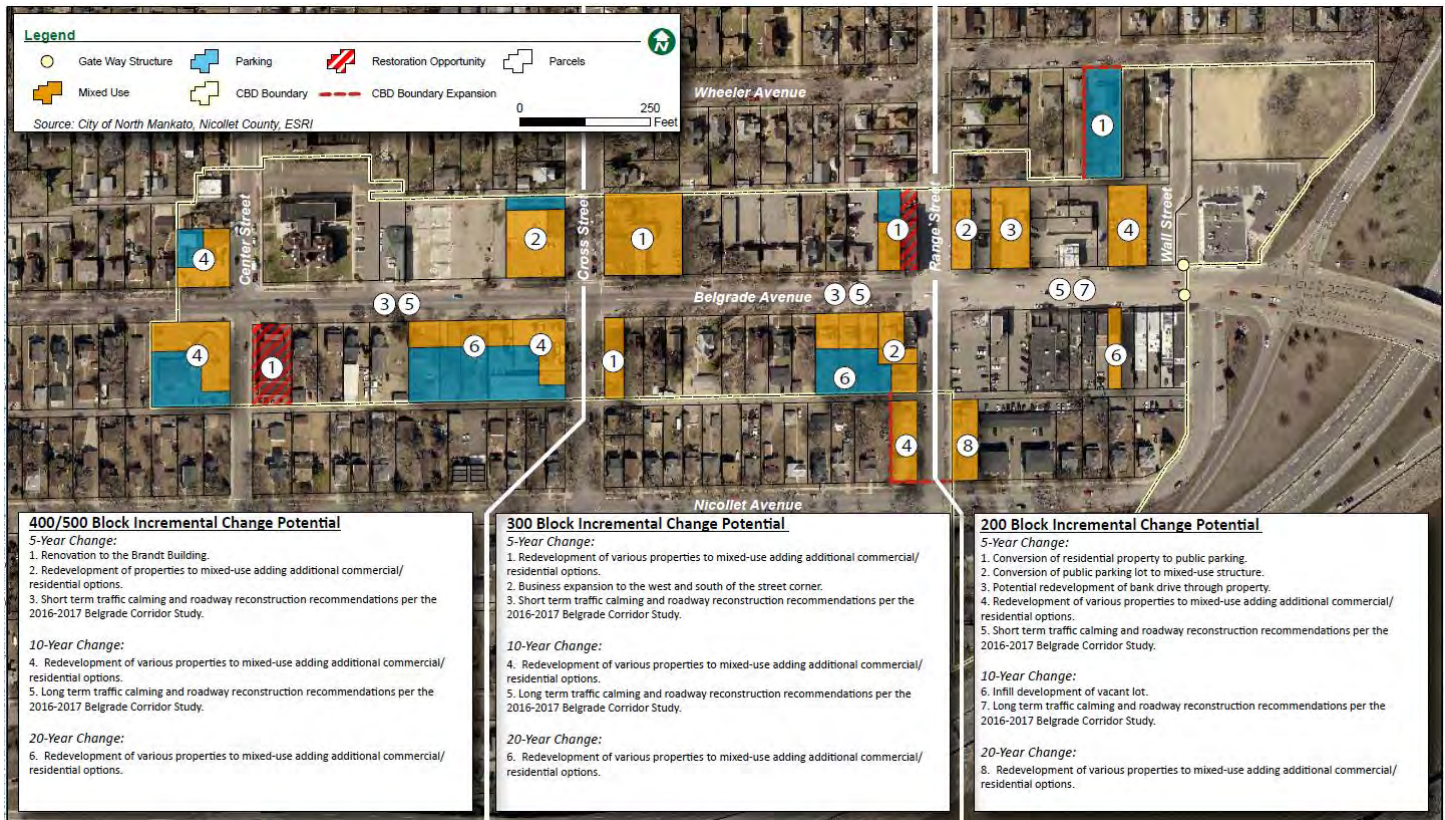 Legend
Gate Way Structure
Parking
Restoration Opportunity
Parcels
Mixed Use
CBD Boundary
CBD Boundary Expansion
Source: City of North Mankato, Nicollet County, ESRI
N
0 250
Feet
Wheeler Avenue
Center Street
Cross Street
Range Street
Wall Street
Belgrade Avenue
Nicollet Avenue
1
4
2
1
1
2
3
4
3 5
3 5
5 7
4
1
6
4
1
6
2
6
4
8
400/500 Block Incremental Change Potential
5-Year Change:
1. Renovation to the Brandt Building.
2. Redevelopment of properties to mixed-use adding additional commercial/
residential options.
3. Short term traffic calming and roadway reconstruction recommendations per the
2016-2017 Belgrade Corridor Study.
10-Year Change:
4. Redevelopment of various properties to mixed-use adding additional commercial/
residential options.
5. Long term traffic calming and roadway reconstruction recommendations per the
2016-2017 Belgrade Corridor Study.
20-Year Change:
6. Redevelopment of various properties to mixed-use adding additional commercial/
residential options.
300 Block Incremental Change Potential
5-Year Change:
1. Redevelopment of various properties to mixed-use adding additional commercial/
residential options.
2. Business expansion to the west and south of the street corner.
3. Short term traffic calming and roadway reconstruction recommendations per the
2016-2017 Belgrade Corridor Study.
10-Year Change:
4. Redevelopment of various properties to mixed-use adding additional commercial/
residential options.
5. Long term traffic calming and roadway reconstruction recommendations per the
2016-2017 Belgrade Corridor Study.
20-Year Change:
6. Redevelopment of various properties to mixed-use adding additional commercial/
residential options.
200 Block Incremental Change Potential
5-Year Change:
1. Conversion of residential property to public parking.
2. Conversion of public parking lot to mixed-use structure.
3. Potential redevelopment of bank drive through property.
4. Redevelopment of various properties to mixed-use adding additional commercial/
residential options.
5. Short term traffic calming and roadway reconstruction recommendations per the
2016-2017 Belgrade Corridor Study.
10-Year Change:
6. Infill development of vacant lot.
7. Long term traffic calming and roadway reconstruction recommendations per the
2016-2017 Belgrade Corridor Study.
20-Year Change:
8. Redevelopment of various properties to mixed-use adding additional commercial/
residential options.